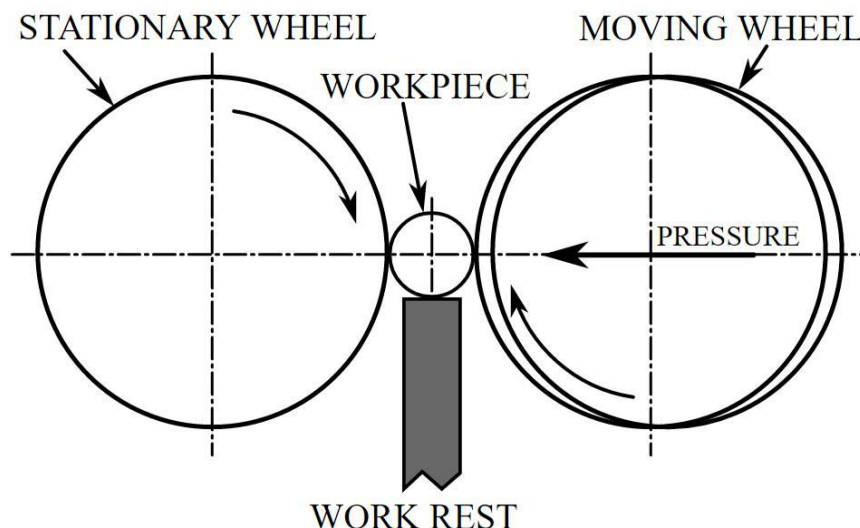 STATIONARY WHEEL
MOVING WHEEL
WORKPIECE
PRESSURE
WORK REST